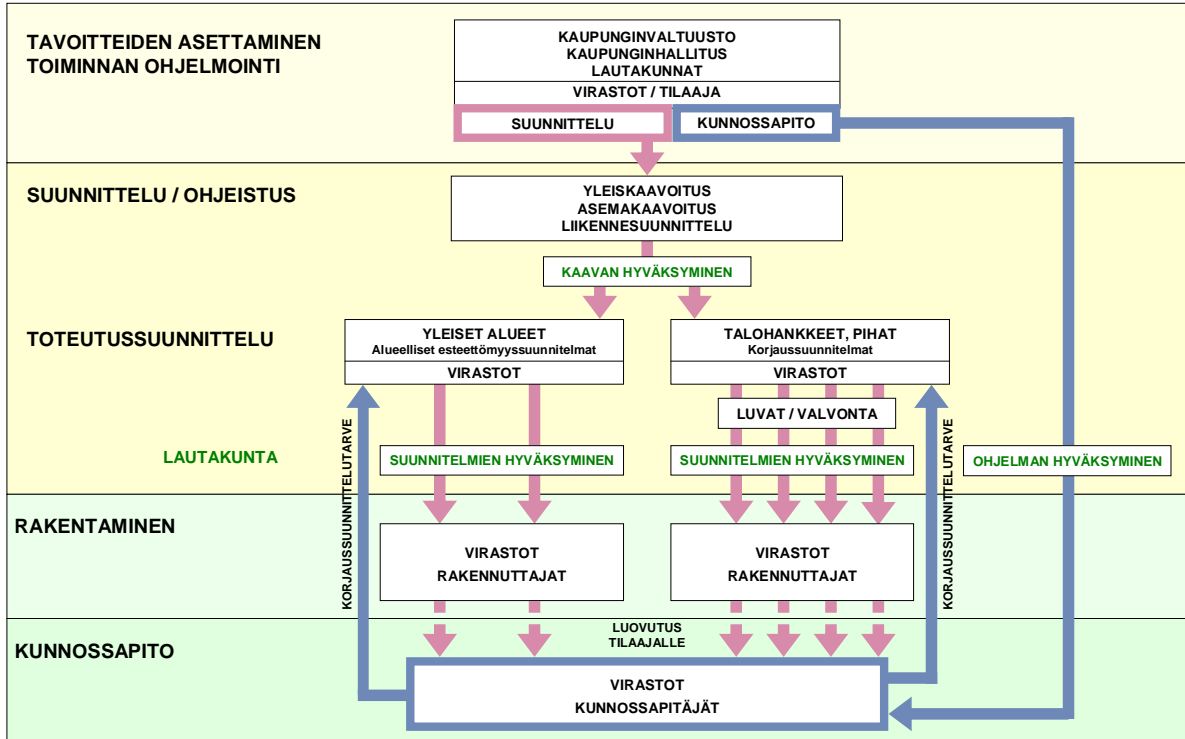 TAVOITTEIDEN ASETTAMINEN
TOIMINNAN OHJELMOINTI
KAUPUNGINVALTUUSTO
KAUPUNGINHALLITUS
LAUTAKUNNAT
VIRASTOT / TILAAJA
SUUNNITTELU
KUNNOSSAPITO
SUUNNITTELU / OHJEISTUS
YLEISKAAVOITUS
ASEMAKAAVOITUS
LIIKENNESUUNNITTELU
KAAVAN HYVÄKSYMINEN
TOTEUTUSSUUNNITTELU
YLEISET ALUEET
Alueelliset esteettömyyssuunnitelmat
VIRASTOT
TALOHANKKEET, PIHAT
Korjaussuunnitelmat
VIRASTOT
LUVAT / VALVONTA
LAUTAKUNTA
SUUNNITELMIEN HYVÄKSYMINEN
SUUNNITELMIEN HYVÄKSYMINEN
OHJELMAN HYVÄKSYMINEN
KORJAUSSUUNNITTELUTARVE
KORJAUSSUUNNITTELUTARVE
RAKENTAMINEN
VIRASTOT
RAKENNUTTAJAT
VIRASTOT
RAKENNUTTAJAT
LUOVUTUS
TILAAJALLE
KUNNOSSAPITO
VIRASTOT
KUNNOSSAPITÄJÄT